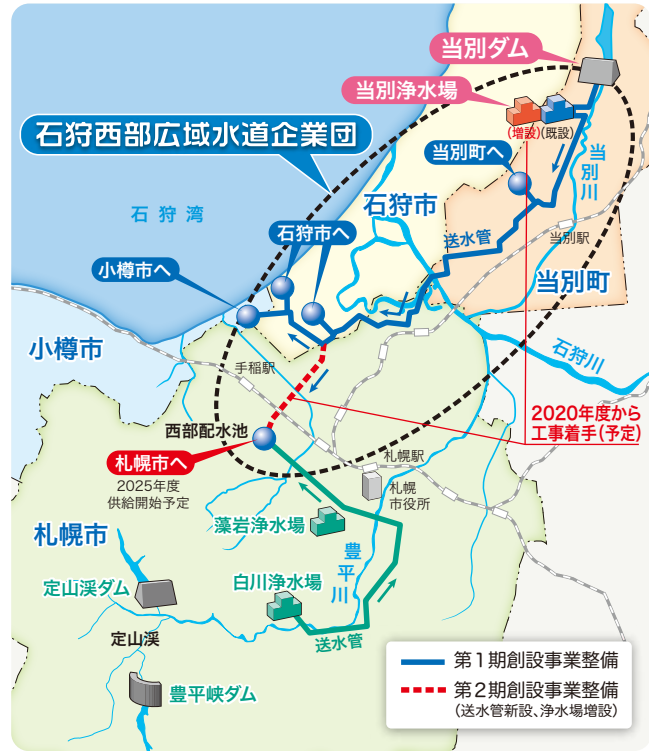 当別ダム
当別浄水場
(増設)(既設)
石狩西部広域水道企業団
当別町へ
当別川
石狩市
石狩湾
石狩市へ
送水管
当別駅
小樽市へ
当別町
小樽市
手稲駅
石狩川
2020年度から
工事着手(予定)
西部配水池
札幌市へ
2025年度
供給開始予定
札幌駅
札幌
市役所
札幌市
藻岩浄水場
豊平川
定山渓ダム
白川浄水場
定山渓
送水管
豊平峡ダム
第1期創設事業整備
第2期創設事業整備
(送水管新設、浄水場増設)